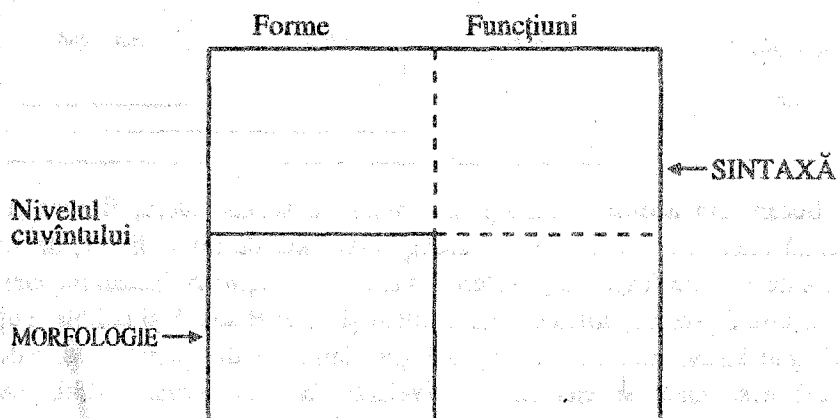 Forme Funcţiuni
SINTAXĂ
Nivelul
cuvîntului
MORFOLOGIE